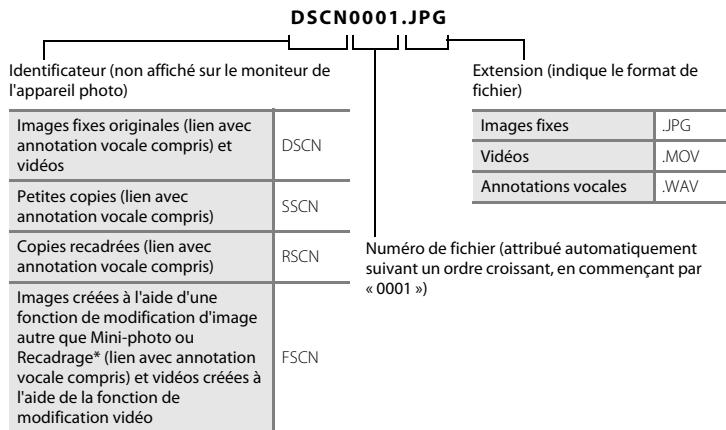 DSCN0001.JPG
Identificateur (non affiché sur le moniteur de
l'appareil photo)
Images fixes originales (lien avec
annotation vocale compris) et
vidéos
DSCN
Petites copies (lien avec
annotation vocale compris)
SSCN
Copies recadrées (lien avec
annotation vocale compris)
RSCN
Images créées à l'aide d'une
fonction de modification d'image
autre que Mini-photo ou
Recadrage* (lien avec annotation
vocale compris) et vidéos créées à
l'aide de la fonction de
modification vidéo
FSCN
Extension (indique le format de
fichier)
Images fixes .JPG
Vidéos .MOV
Annotations vocales .WAV
Numéro de fichier (attribué automatiquement
suivant un ordre croissant, en commençant par
« 0001 »)